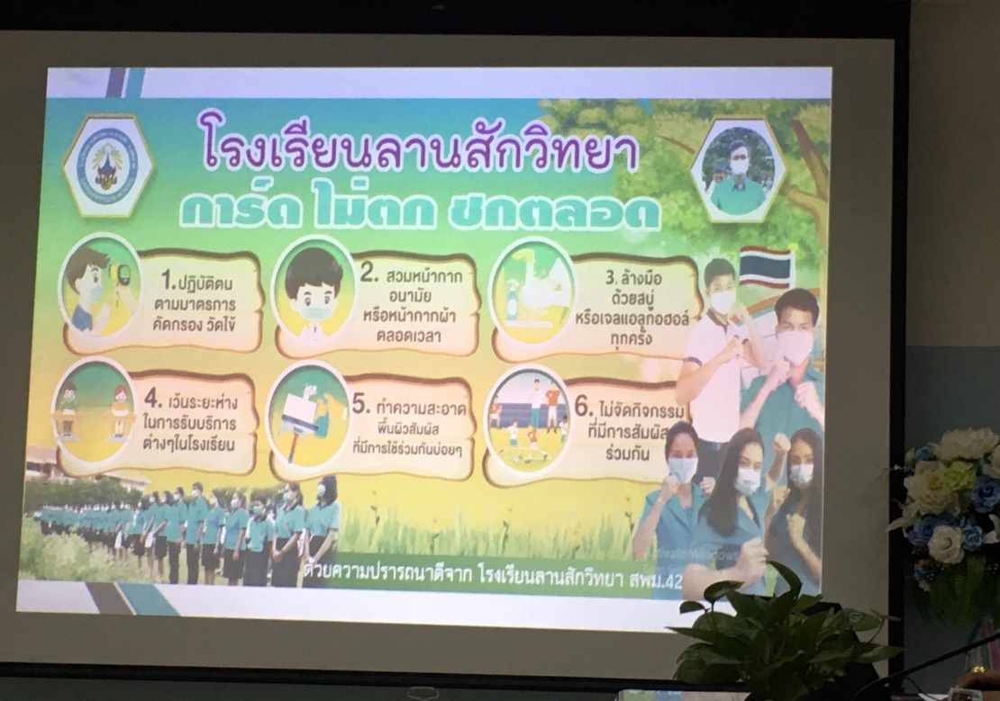 โรงเรียนลานสักวิทยา
การ์ด ไม่ตก ชกตลอด
1.ปฏิบัติตน
ตามมาตรการ
คัดกรอง วัดไข้
2. สวมหน้ากาก
อนามัย
หรือหน้ากากผ้า
ตลอดเวลา
3. ล้างมือ
ด้วยสบู่
หรือเจลแอลกอฮอล์
ทุกครั้ง
4. เว้นระยะห่าง
ในการรับบริการ
ต่างๆในโรงเรียน
5. ทำความสะอาด
พื้นผิวสัมผัส
ที่มีการใช้ร่วมกันบ่อยๆ
6. ไม่จัดกิจกรรม
ที่มีการสัมผัส
ร่วมกัน
ด้วยความปรารถนาดีจาก โรงเรียนลานสักวิทยา สพม.42